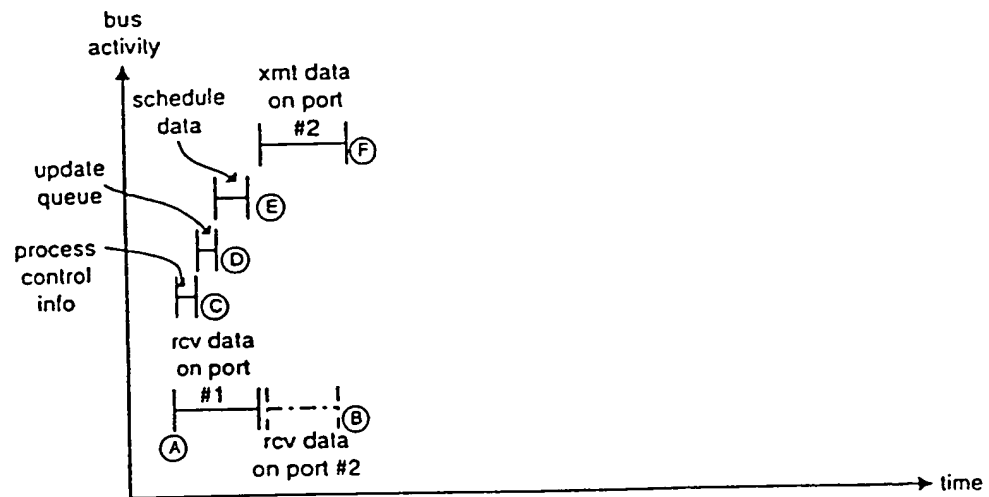 bus
activity
xmt data
on port
#2
schedule
data
F
update
queue
E
process
control
info
D
C
rcv data
on port
#1
A
B
rcv data
on port #2
time